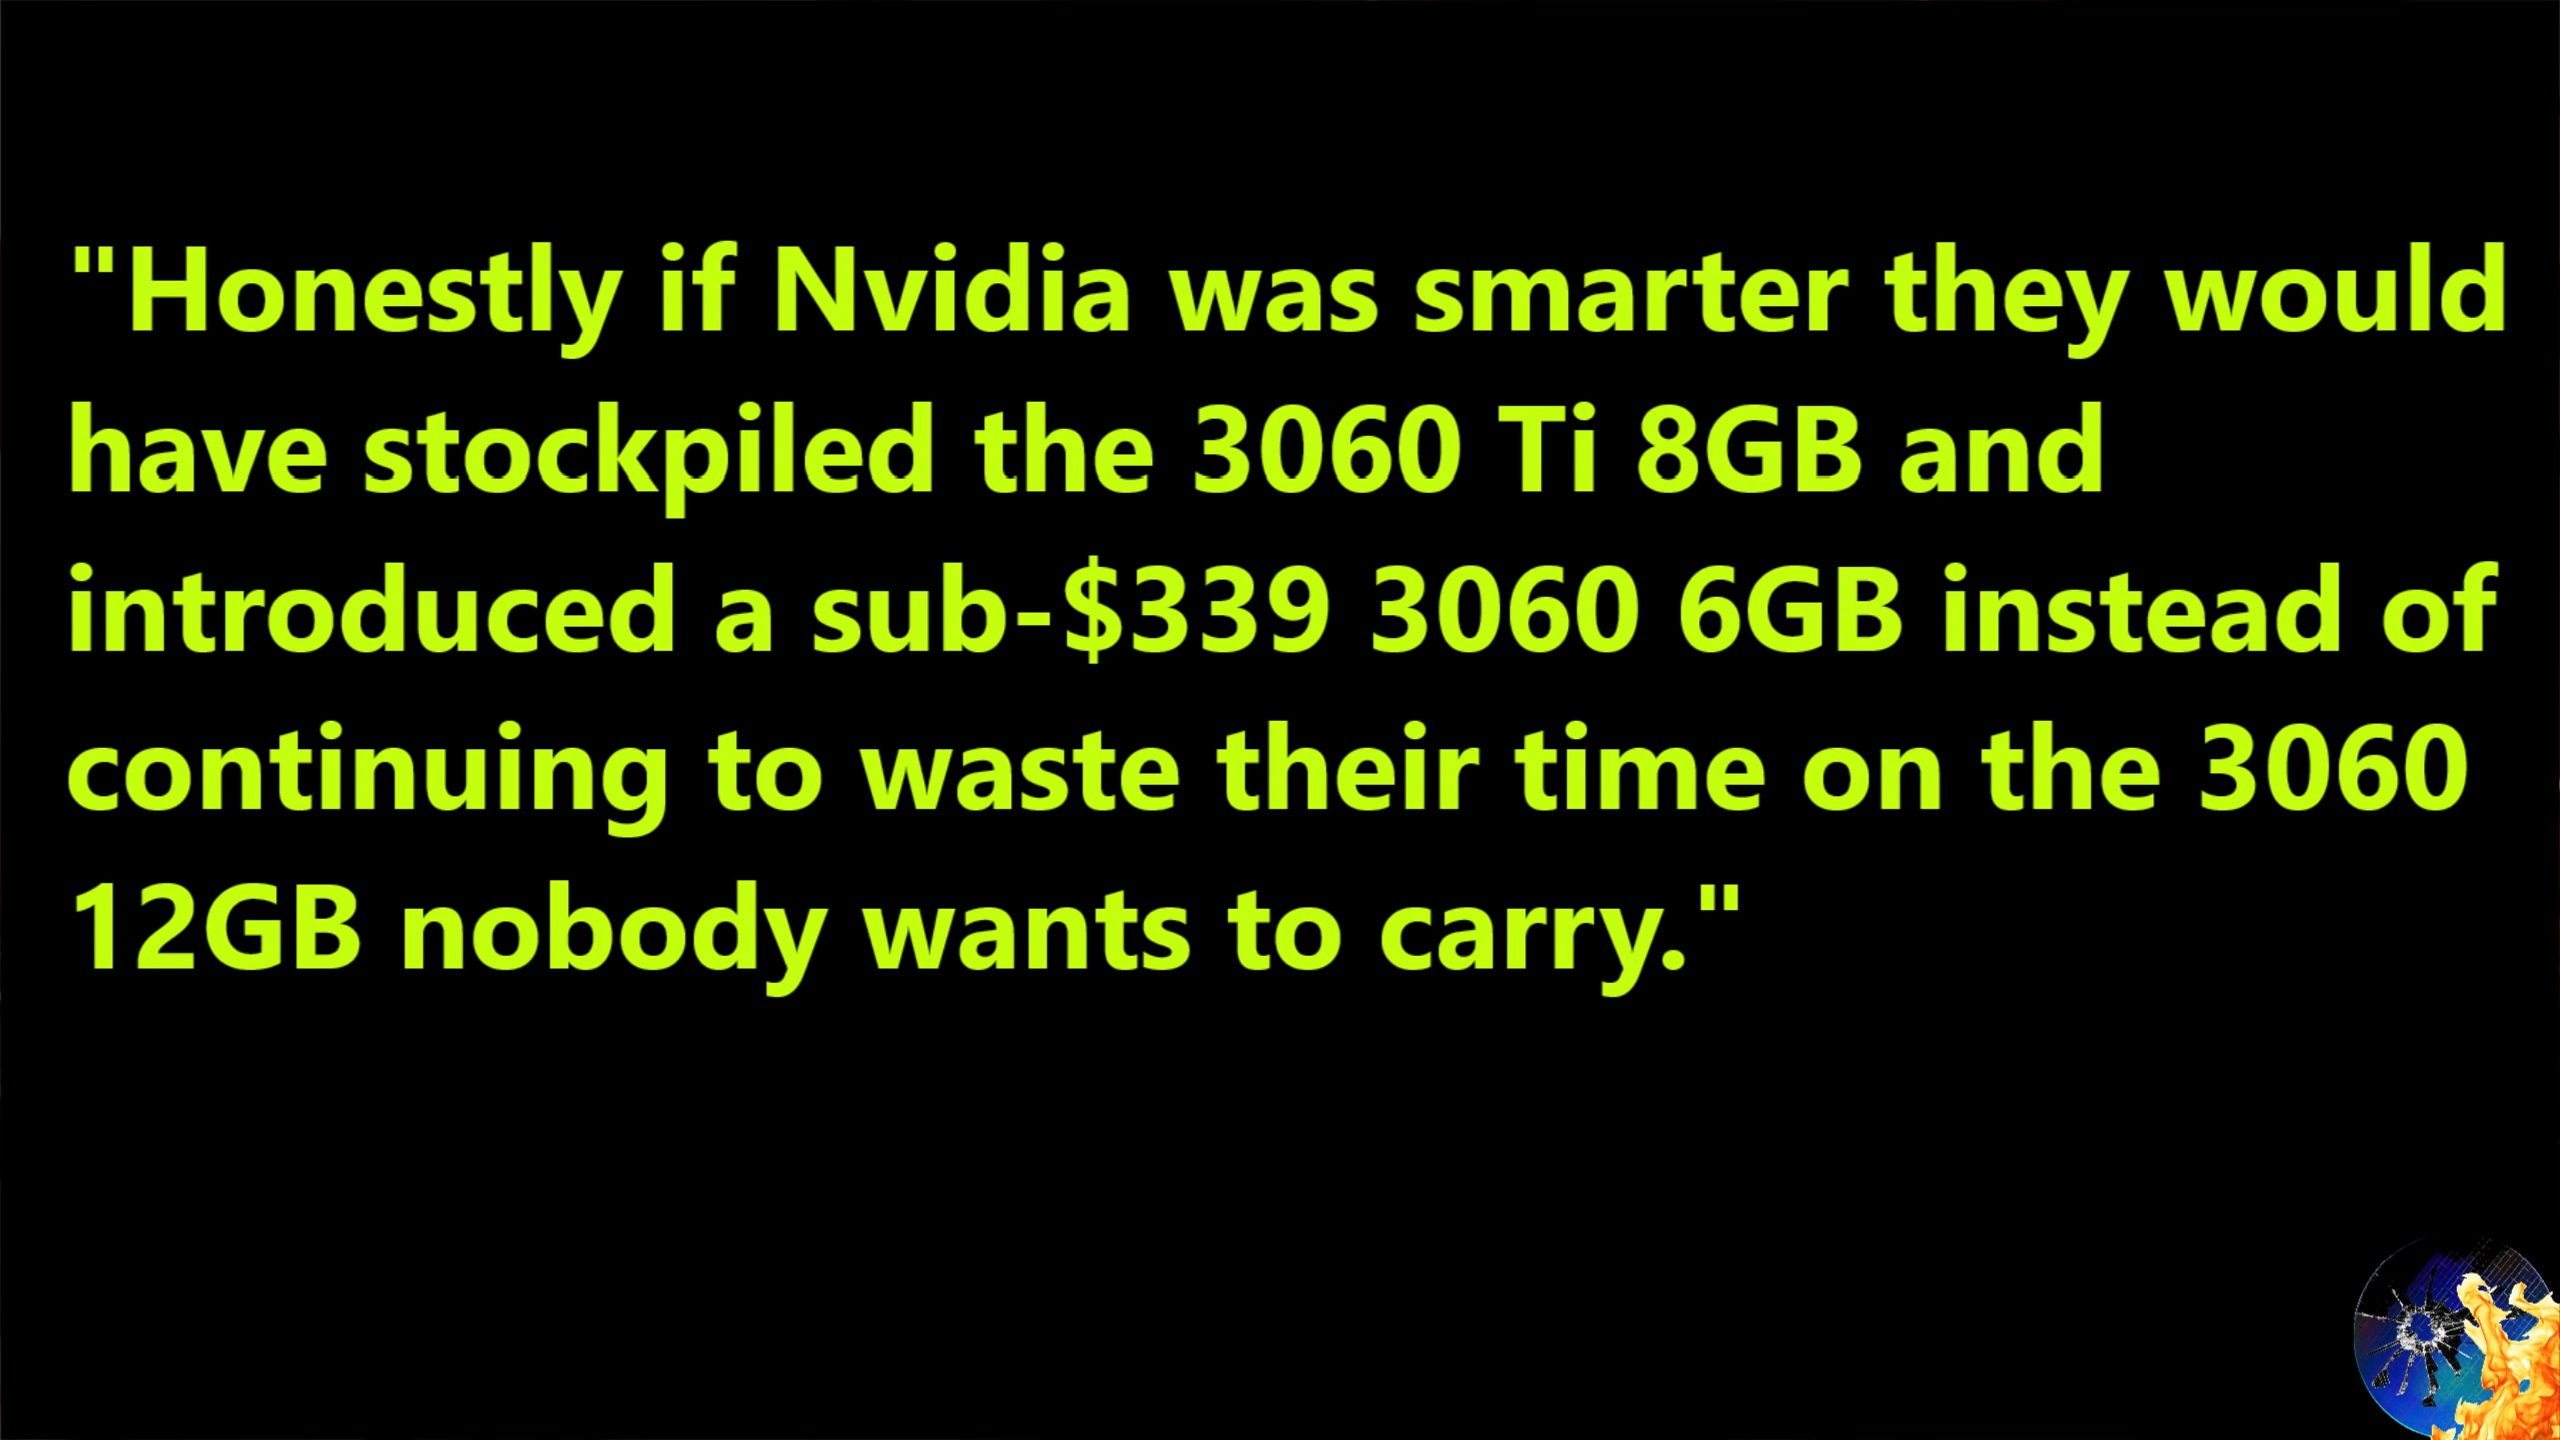 "Honestly if Nvidia was smarter they would
have stockpiled the 3060 Ti 8GB and
introduced a sub-$339 3060 6GB instead of
continuing to waste their time on the 3060
12GB nobody wants to carry."